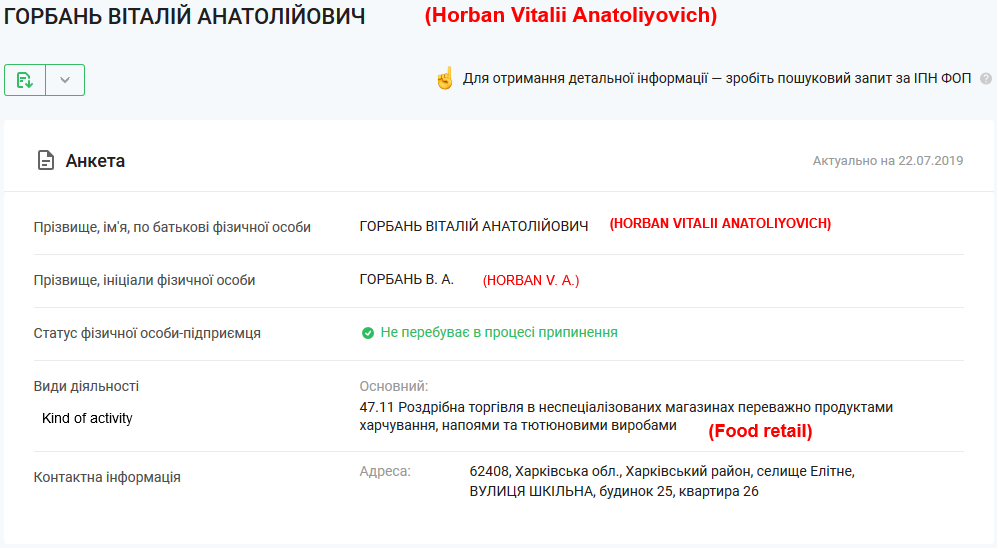 ГОРБАНЬ ВІТАЛІЙ АНАТОЛІЙОВИЧ (Horban Vitalii Anatoliyovich)
Для отримання детальної інформації — зробіть пошуковий запит за ІПН ФОП ?
Анкета Актуально на 22.07.2019
Прізвище, ім'я, по батькові фізичної особи ГОРБАНЬ ВІТАЛІЙ АНАТОЛІЙОВИЧ (HORBAN VITALII ANATOLIYOVICH)
Прізвище, ініціали фізичної особи ГОРБАНЬ В. А. (HORBAN V. A.)
Статус фізичної особи-підприємця Не перебуває в процесі припинення
Види діяльності Основний:
Kind of activity 47.11 Роздрібна торгівля в неспеціалізованих магазинах переважно продуктами
харчування, напоями та тютюновими виробами (Food retail)
Контактна інформація Адреса: 62408, Харківська обл., Харківський район, селище Елітне,
ВУЛИЦЯ ШКІЛЬНА, будинок 25, квартира 26